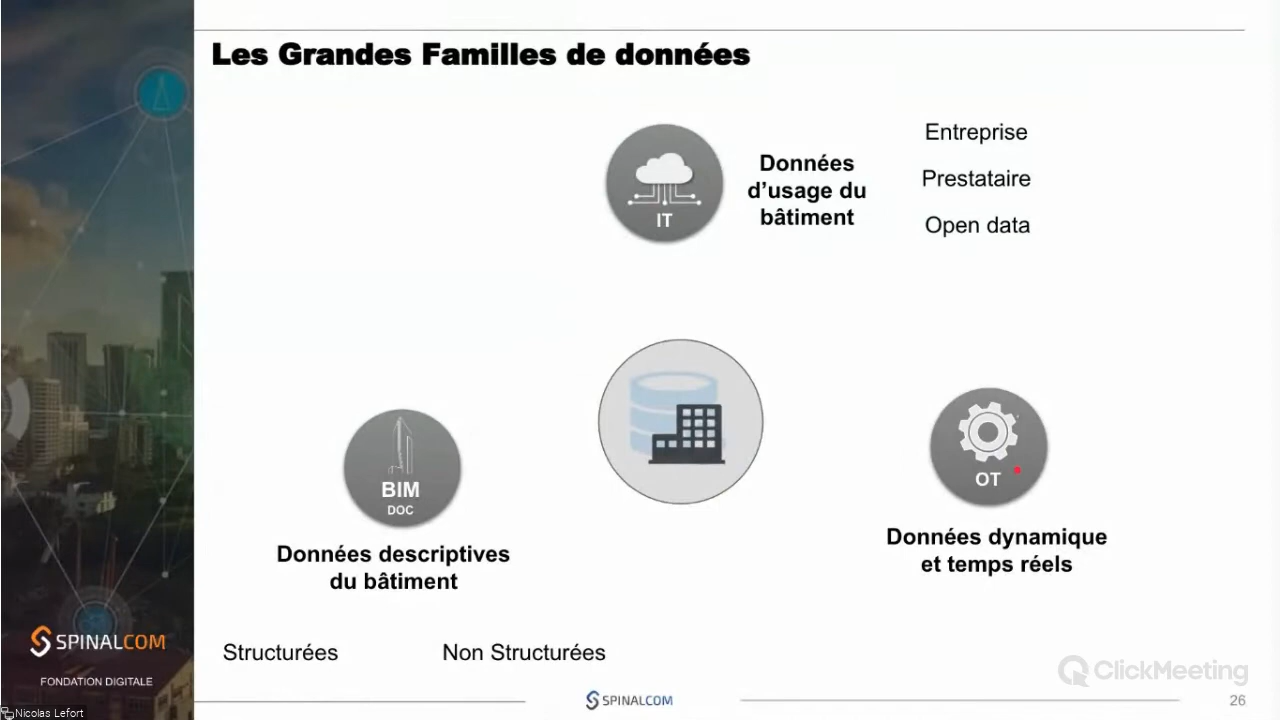 Les Grandes Familles de données
IT
Données
d'usage du
bâtiment
Entreprise
Prestataire
Open data
BIM
DOC
Données descriptives
du bâtiment
OT
Données dynamique
et temps réels
Structurées
Non Structurées
SPINALCOM
FONDATION DIGITALE
SPINALCOM
ClickMeeting
26
Nicolas Lefort